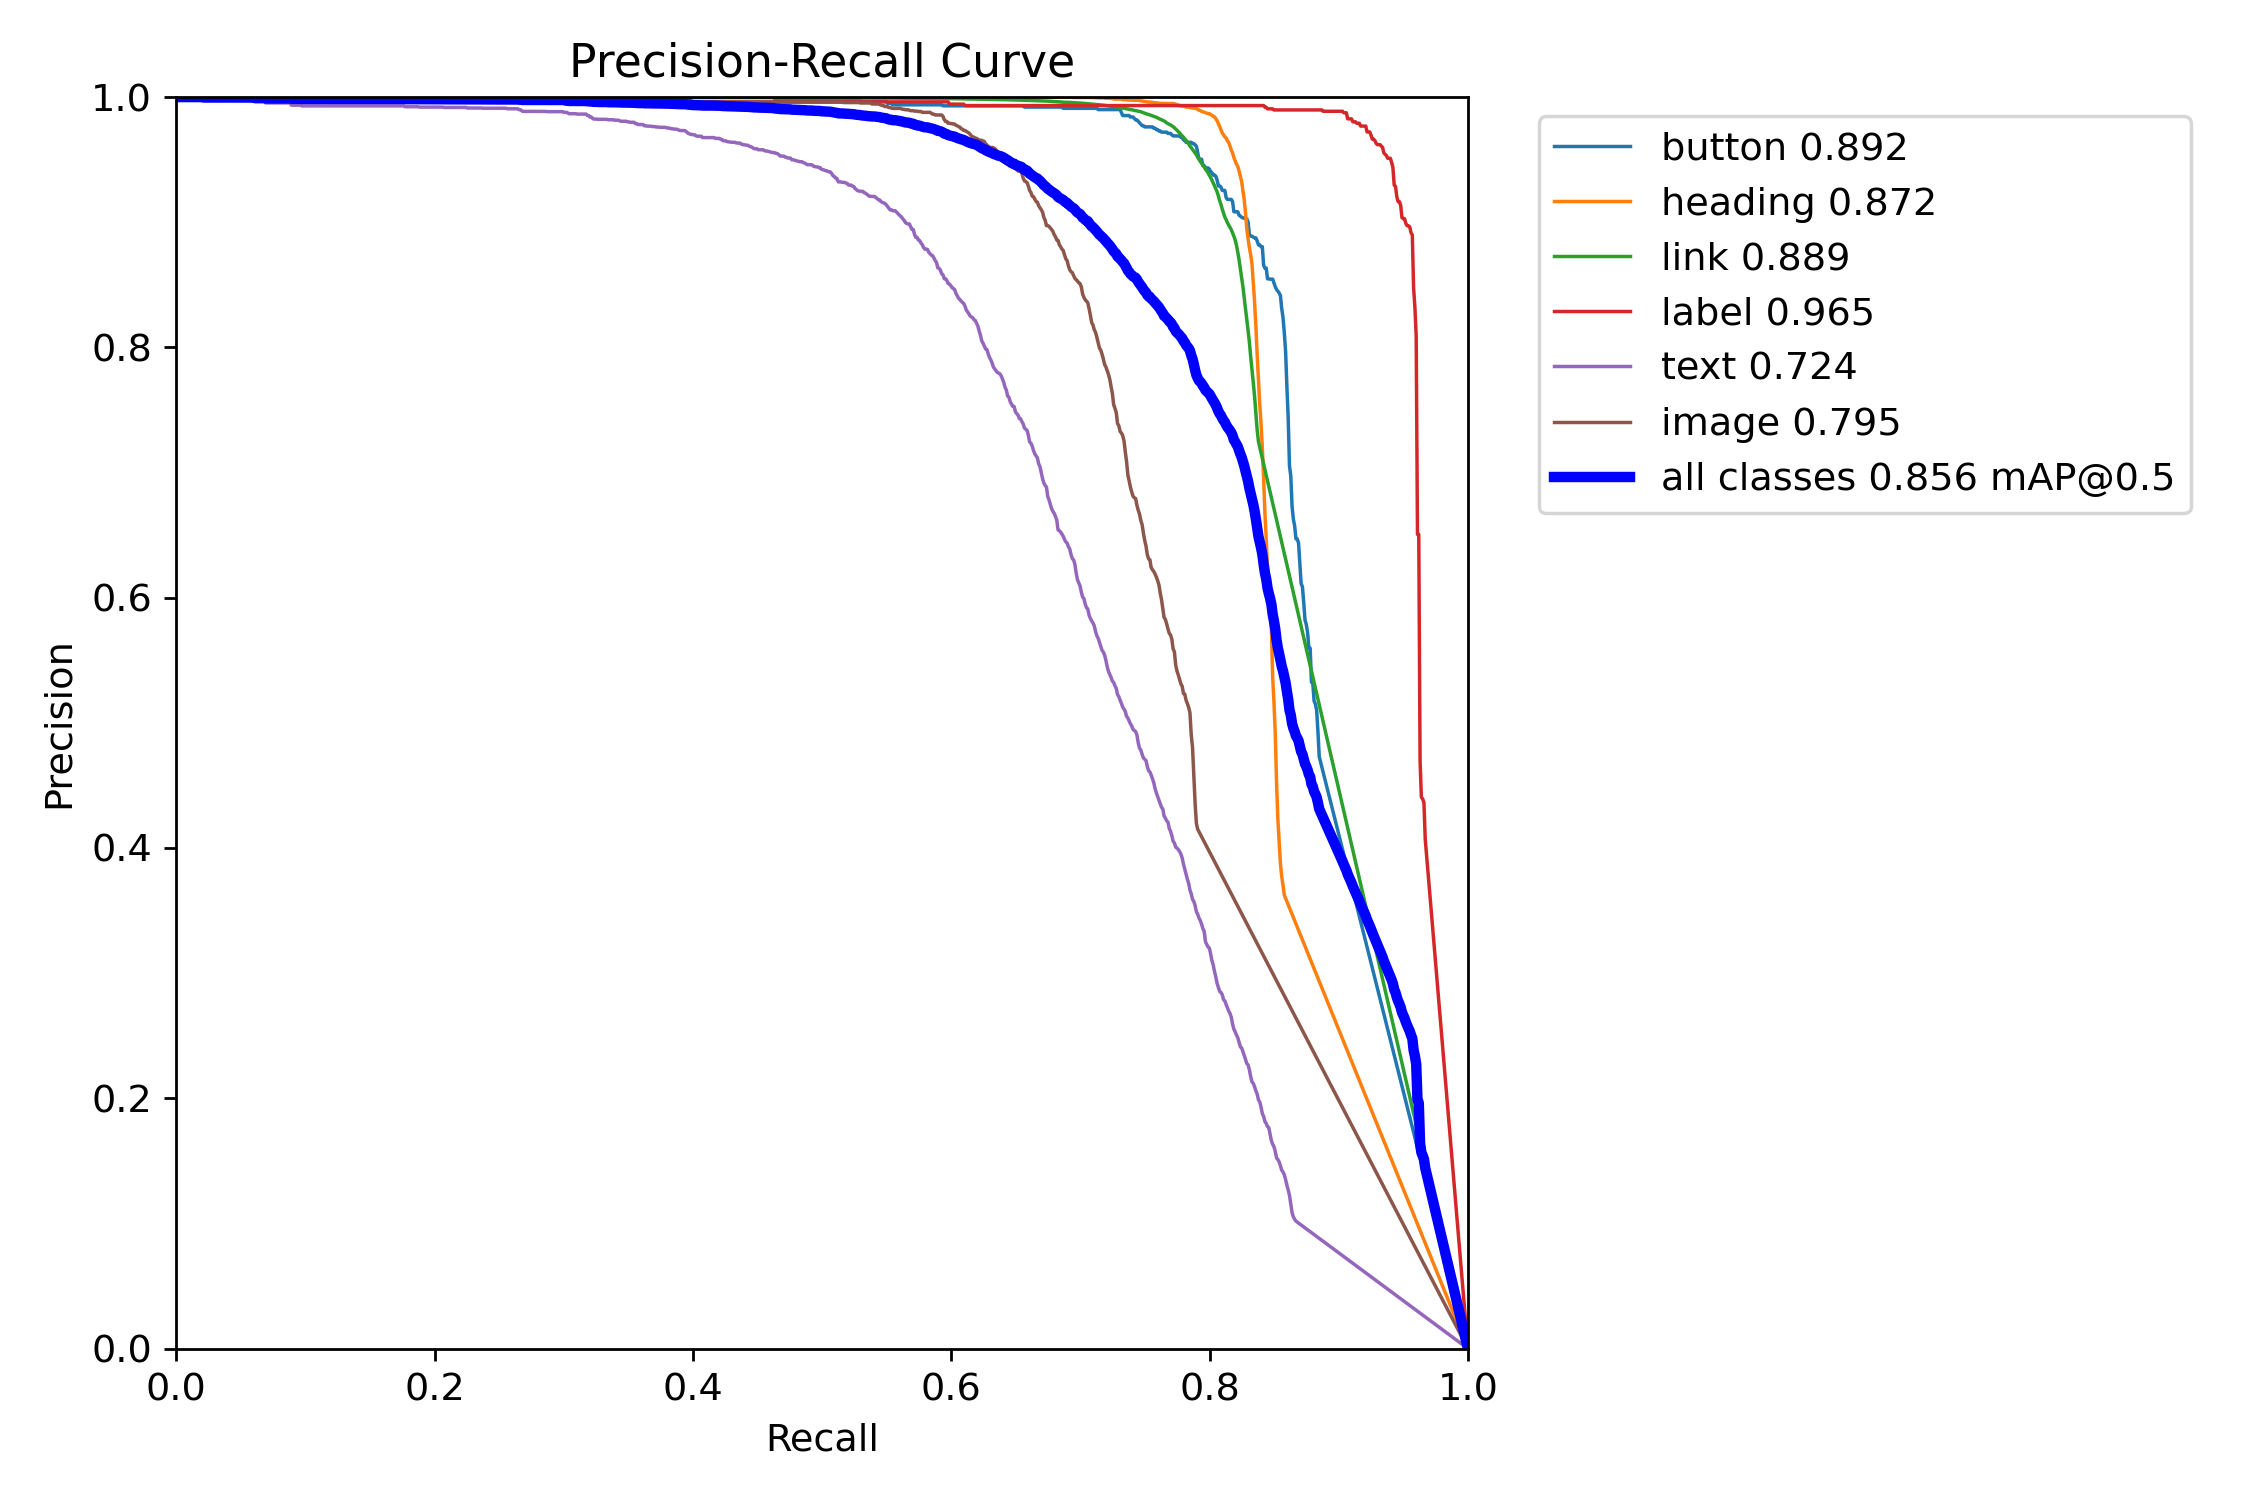 Precision-Recall Curve
1.0
0.8
0.6
0.4
0.2
0.0
Precision
0.0 0.2 0.4 0.6 0.8 1.0
Recall
button 0.892
heading 0.872
link 0.889
label 0.965
text 0.724
image 0.795
all classes 0.856 mAP@0.5